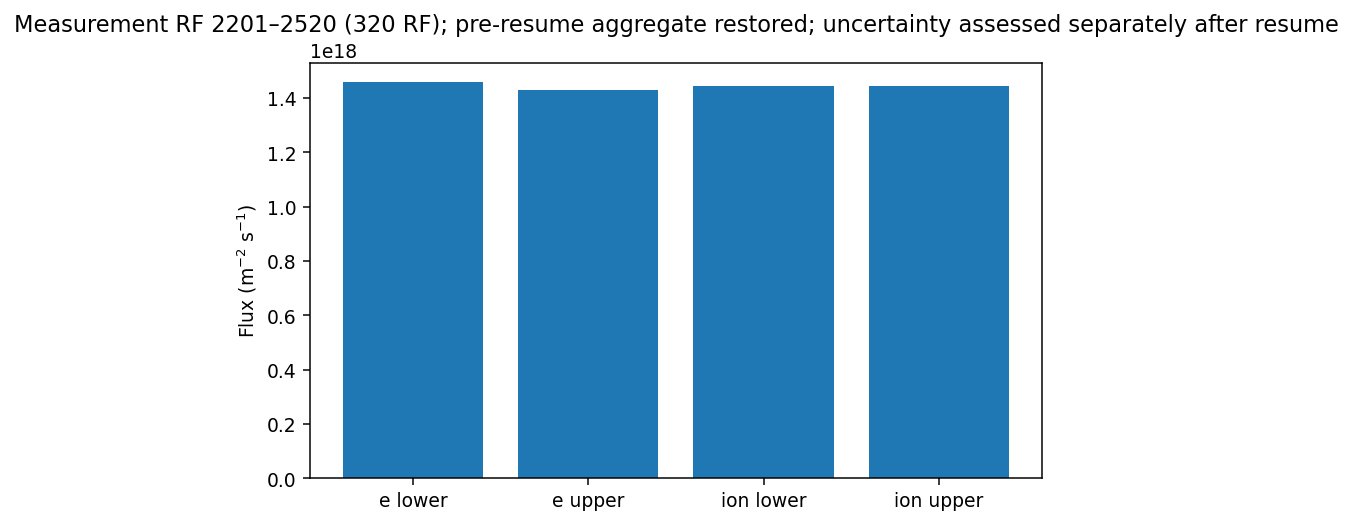 Measurement RF 2201–2520 (320 RF); pre-resume aggregate restored; uncertainty assessed separately after resume
1e18
Flux (m⁻² s⁻¹)
1.4
1.2
1.0
0.8
0.6
0.4
0.2
0.0
e lower
e upper
ion lower
ion upper